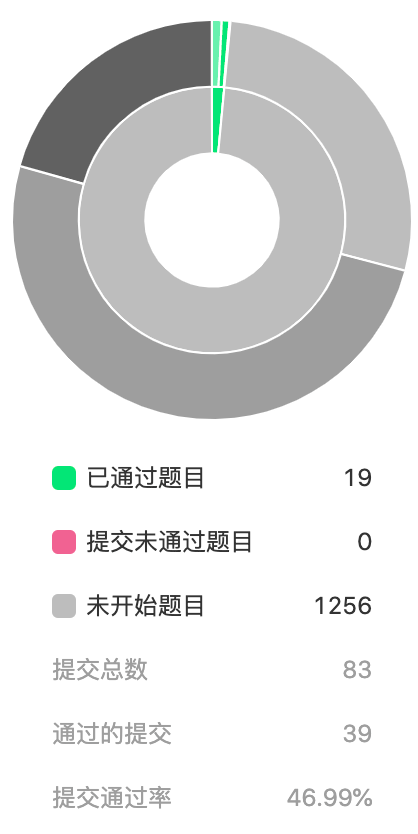 已通过题目 19
提交未通过题目 0
未开始题目 1256
提交总数 83
通过的提交 39
提交通过率 46.99%